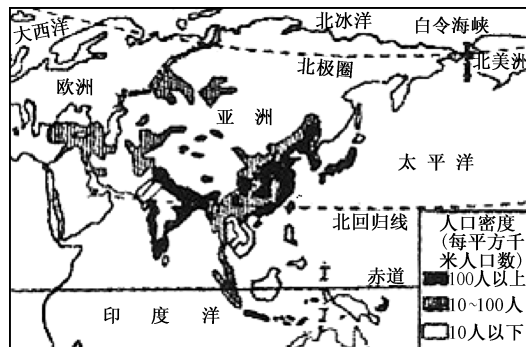 大西洋
北冰洋
白令海峡
北极圈
北美洲
欧洲
亚洲
太平洋
北回归线
赤道
印度洋
人口密度
(每平方千
米人口数)
100人以上
10~100人
10人以下